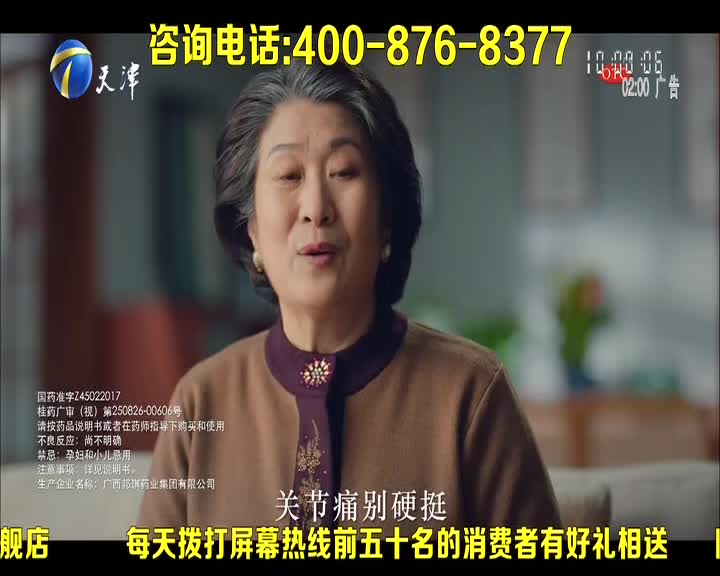 咨询电话:400-876-8377
天津
10:00:06
02:00 广告
国药准字Z45022017
桂药广审(视)第250826-00606号
请按药品说明书或者在药师指导下购买和使用
不良反应:尚不明确
禁忌:孕妇和小儿忌用
注意事项:详见说明书。
生产企业名称:广西邦琪药业集团有限公司
关节痛别硬挺
舰店 每天拨打屏幕热线前五十名的消费者有好礼相送